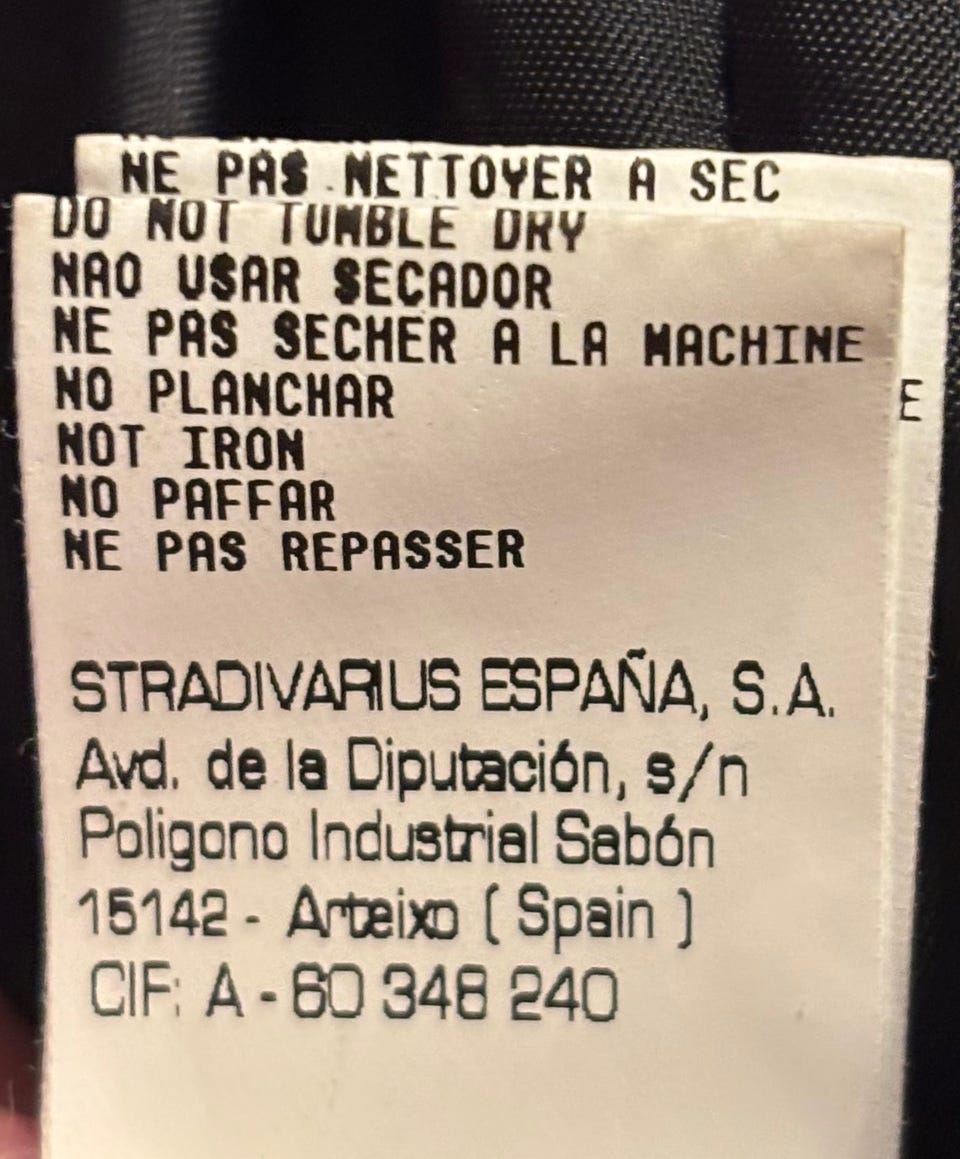 NE PAS NETTOYER A SEC
DO NOT TUMBLE DRY
NAO USAR SECADOR
NE PAS SECHER A LA MACHINE
NO PLANCHAR
E
NOT IRON
NO PAFFAR
NE PAS REPASSER
STRADIVARIUS ESPAÑA, S.A.
Avd. de la Diputación, s/n
Poligono Industrial Sabón
15142 - Arteixo ( Spain )
CIF: A - 60 348 240